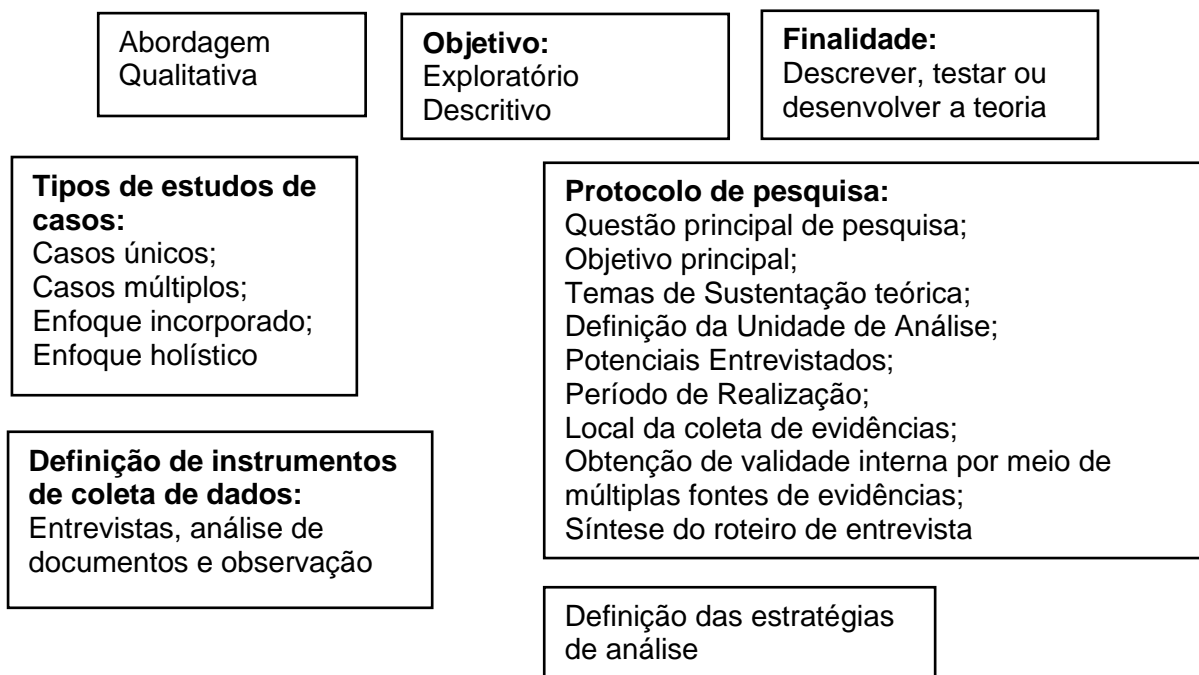 Abordagem
Qualitativa
Objetivo:
Exploratório
Descritivo
Finalidade:
Descrever, testar ou
desenvolver a teoria
Tipos de estudos de
casos:
Casos únicos;
Casos múltiplos;
Enfoque incorporado;
Enfoque holístico
Protocolo de pesquisa:
Questão principal de pesquisa;
Objetivo principal;
Temas de Sustentação teórica;
Definição da Unidade de Análise;
Potenciais Entrevistados;
Período de Realização;
Local da coleta de evidências;
Obtenção de validade interna por meio de
múltiplas fontes de evidências;
Síntese do roteiro de entrevista
Definição de instrumentos
de coleta de dados:
Entrevistas, análise de
documentos e observação
Definição das estratégias
de análise